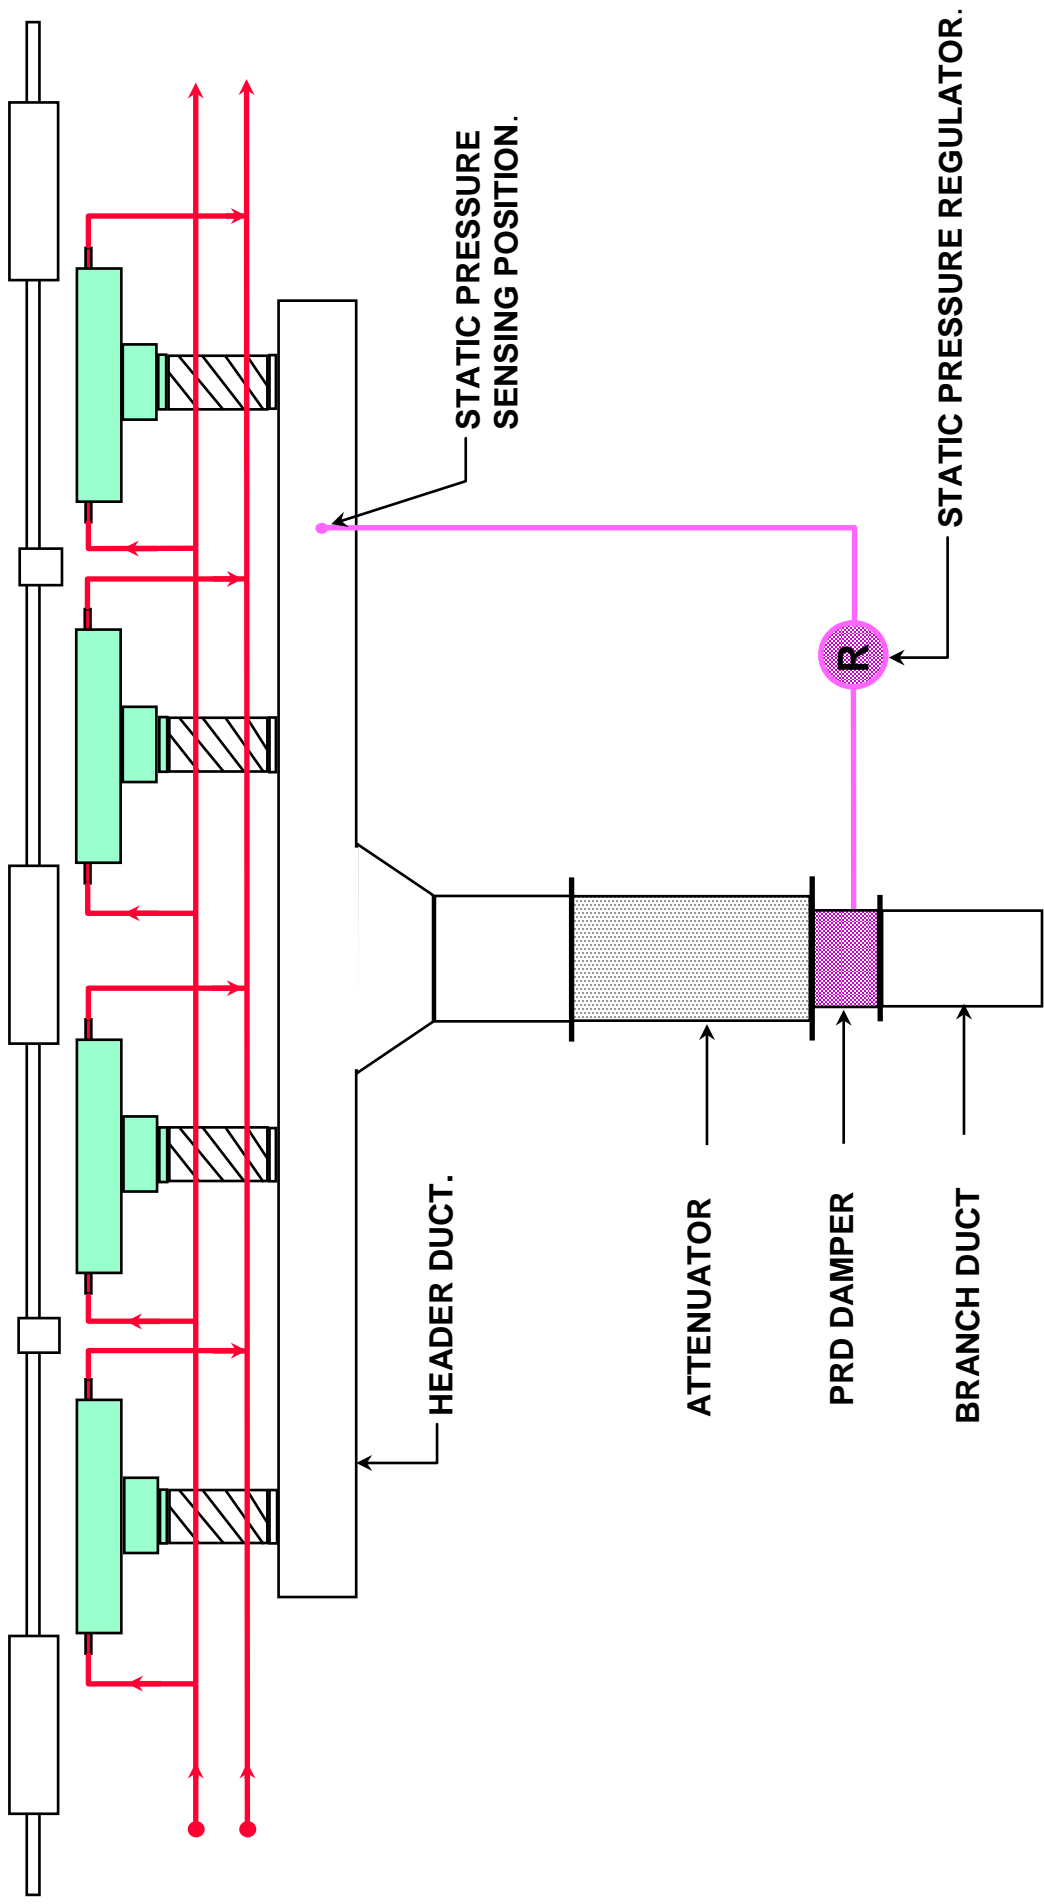 STATIC PRESSURE
SENSING POSITION.
STATIC PRESSURE REGULATOR.
R
HEADER DUCT.
ATTENUATOR
PRD DAMPER
BRANCH DUCT